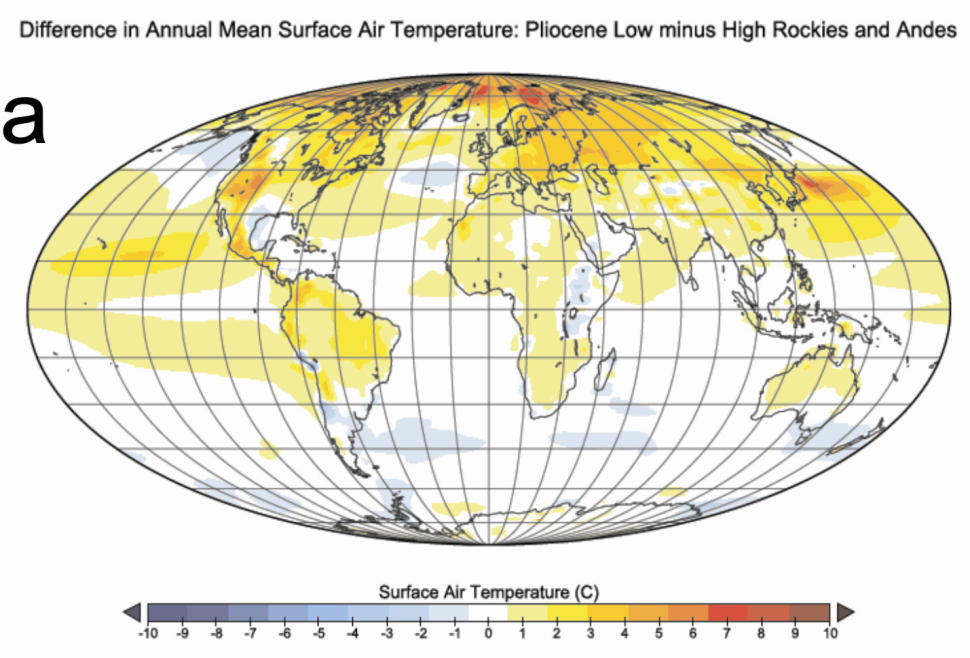 Difference in Annual Mean Surface Air Temperature: Pliocene Low minus High Rockies and Andes
a
Surface Air Temperature (C)
-10 -9 -8 -7 -6 -5 -4 -3 -2 -1 0 1 2 3 4 5 6 7 8 9 10